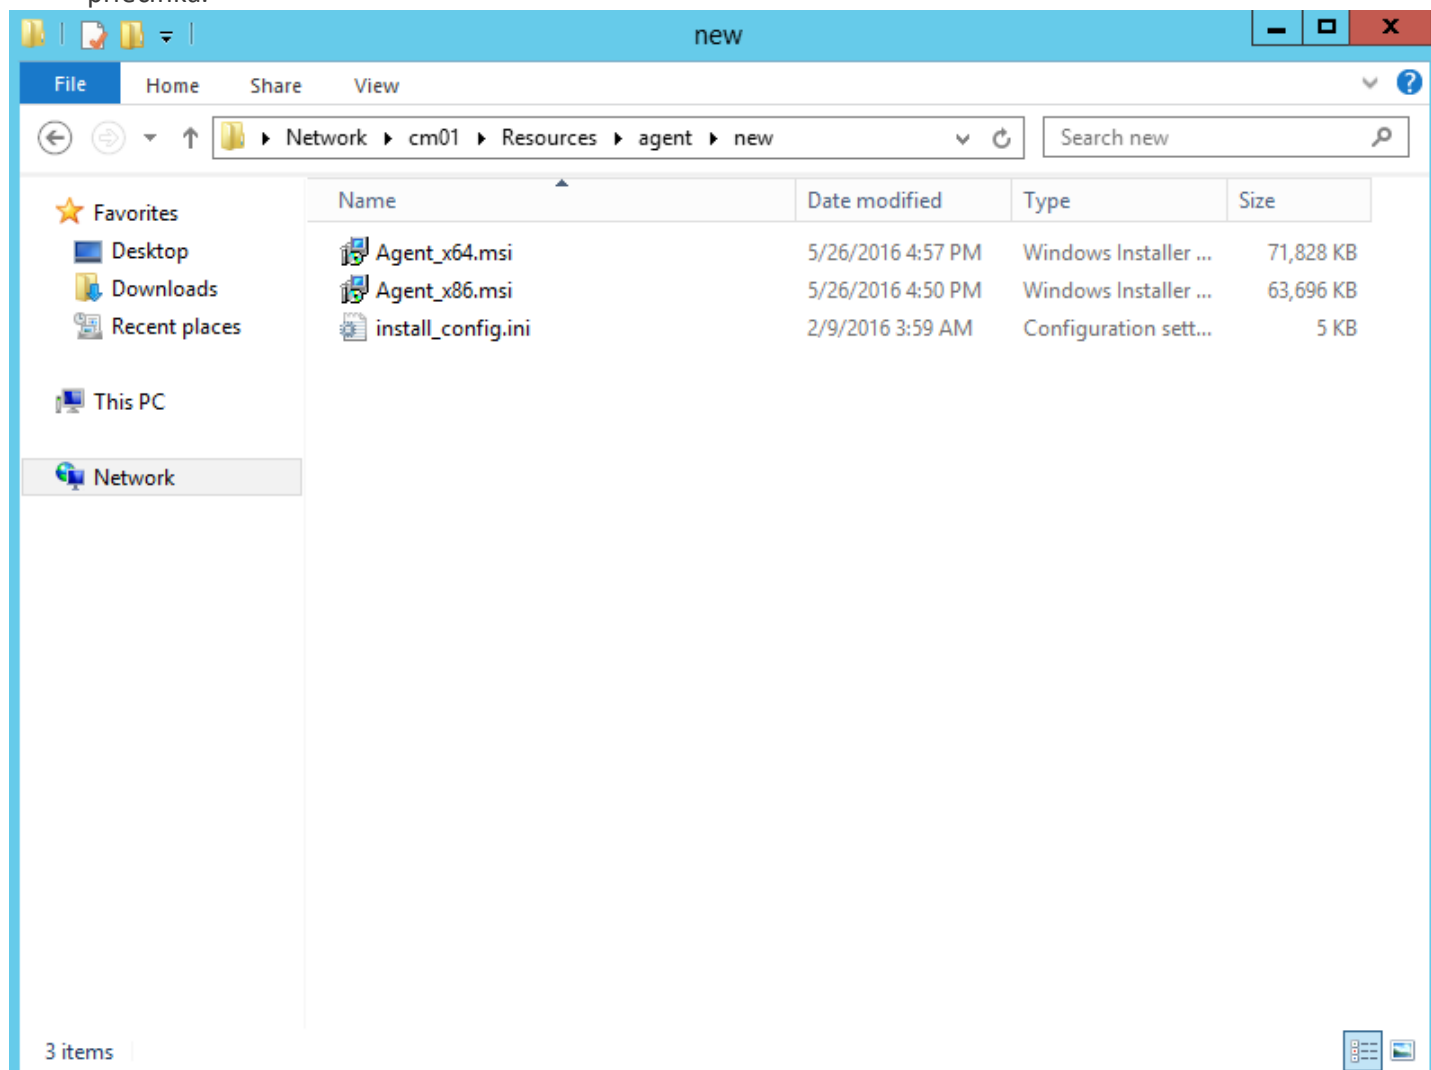 priečinka.
new
File Home Share View
Network cm01 Resources agent new Search new
Name Date modified Type Size
Favorites
Desktop
Downloads
Recent places
This PC
Network
Agent_x64.msi 5/26/2016 4:57 PM Windows Installer ... 71,828 KB
Agent_x86.msi 5/26/2016 4:50 PM Windows Installer ... 63,696 KB
install_config.ini 2/9/2016 3:59 AM Configuration sett... 5 KB
3 items